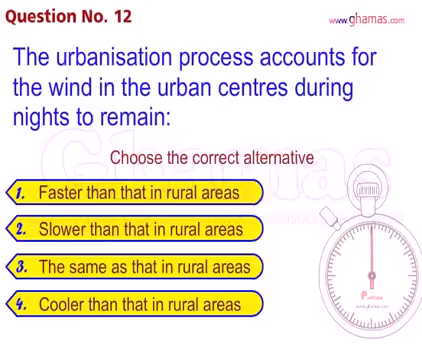 Question No. 12
www.ghamas.com
The urbanisation process accounts for
the wind in the urban centres during
nights to remain:
Ghamas
Choose the correct alternative
1. Faster than that in rural areas
2. Slower than that in rural areas
3. The same as that in rural areas
4. Cooler than that in rural areas